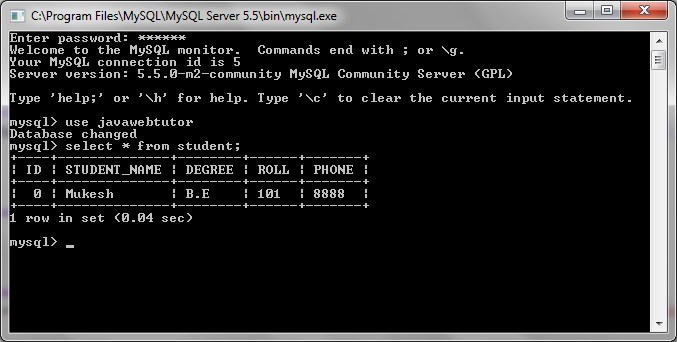 C:\Program Files\MySQL\MySQL Server 5.5\bin\mysql.exe
Enter password: ******
Welcome to the MySQL monitor.  Commands end with ; or \g.
Your MySQL connection id is 5
Server version: 5.5.0-m2-community MySQL Community Server (GPL)
Type 'help;' or '\h' for help. Type '\c' to clear the current input statement.
mysql> use javawebtutor
Database changed
mysql> select * from student;
+----+--------------+--------+------+-------+
| ID | STUDENT_NAME | DEGREE | ROLL | PHONE |
+----+--------------+--------+------+-------+
|  0 | Mukesh       | B.E    | 101  | 8888  |
+----+--------------+--------+------+-------+
1 row in set (0.04 sec)
mysql> _